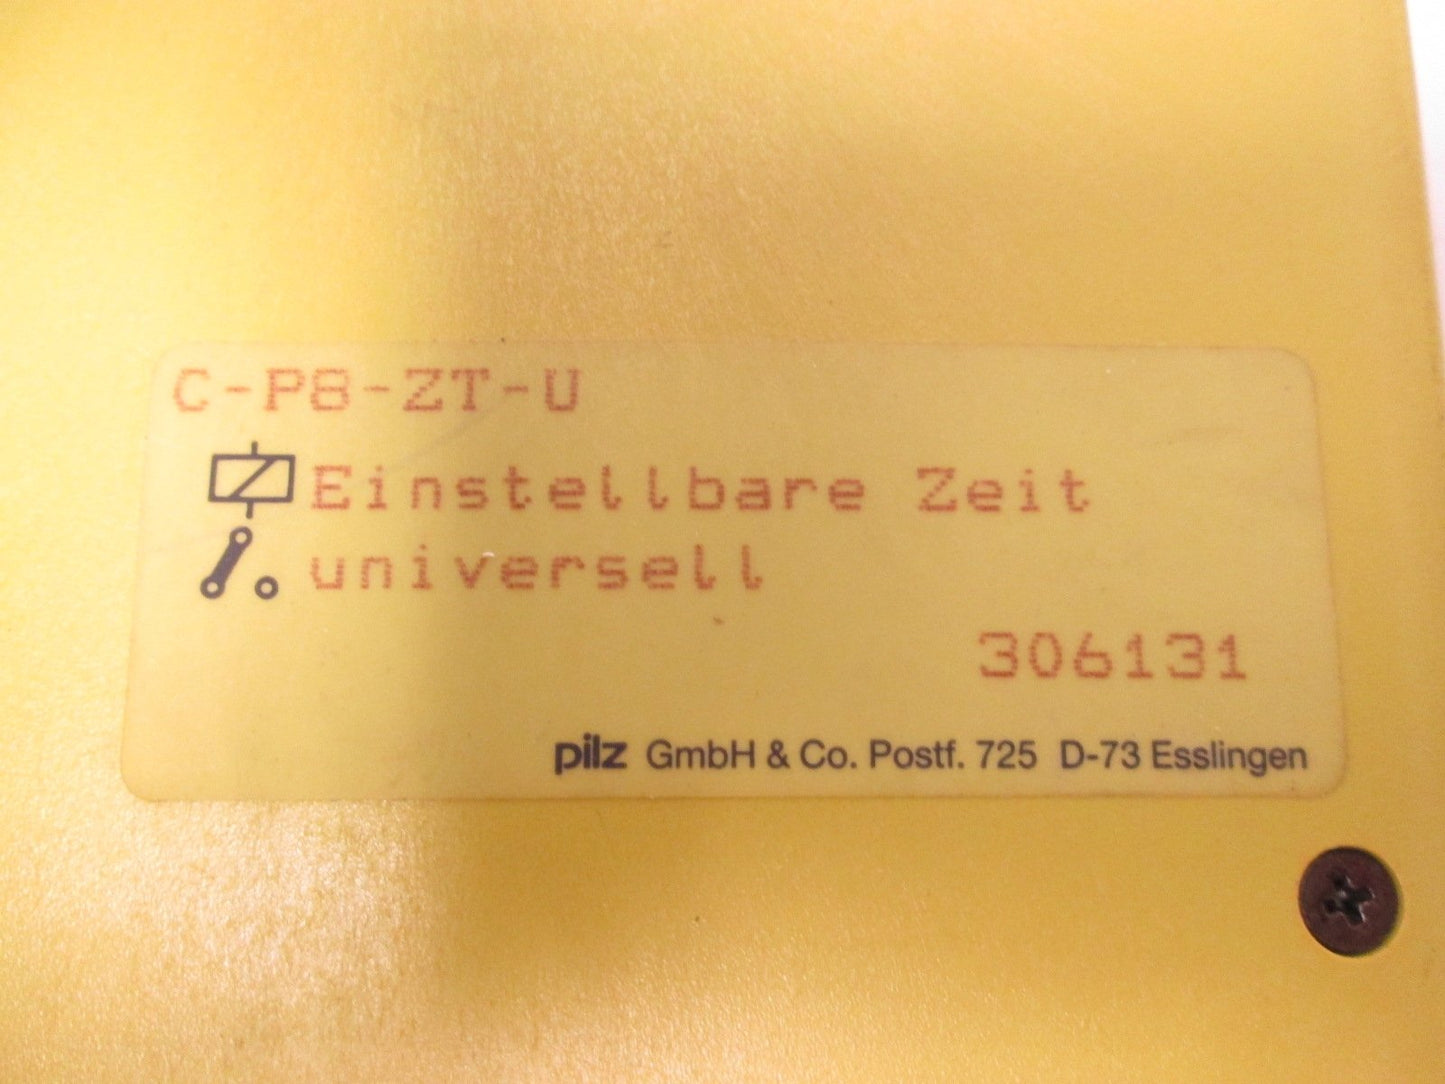 C-P8-ZT-U
Einstellbare Zeit
universell
306131
pilz GmbH & Co. Postf. 725 D-73 Esslingen